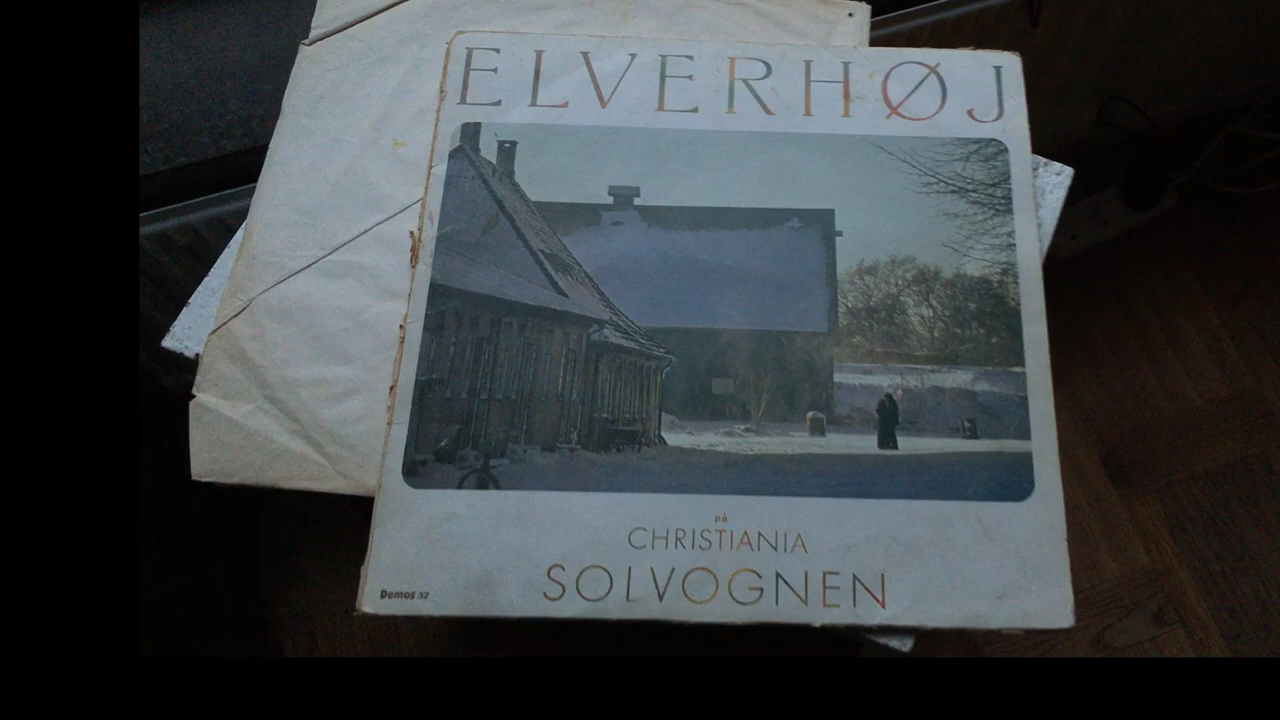 ELVERHØJ
på
CHRISTIANIA
SOLVOGNEN
Demos 32